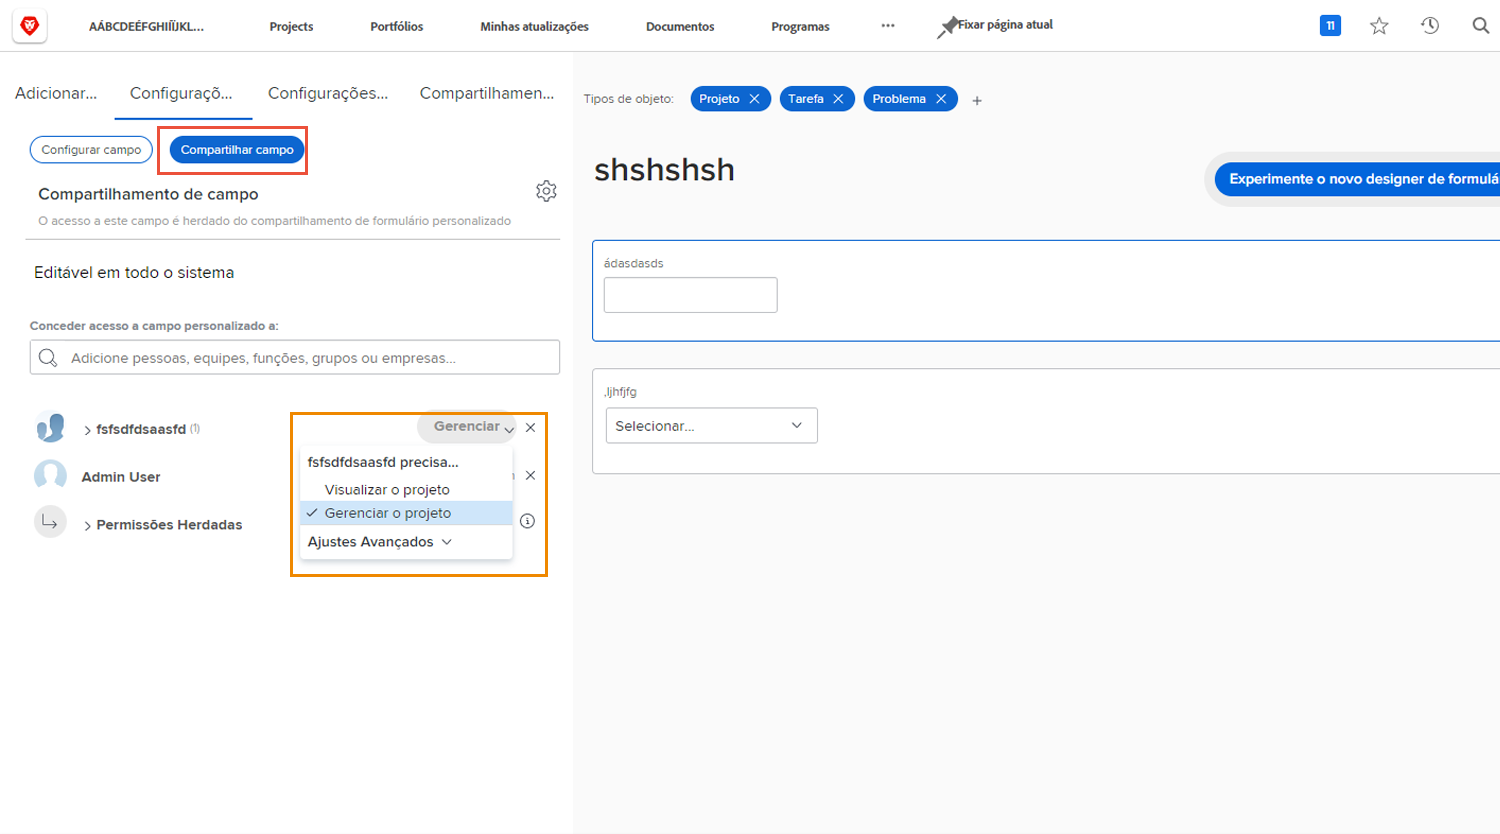 AÁBCDEÉFGHIÍÏJKL...
Projects
Portfólios
Minhas atualizações
Documentos
Programas
Fixar página atual
11
Adicionar...
Configuraçõ...
Configurações...
Compartilhamen...
Configurar campo
Compartilhar campo
Compartilhamento de campo
O acesso a este campo é herdado do compartilhamento de formulário personalizado
Editável em todo o sistema
Conceder acesso a campo personalizado a:
Adicione pessoas, equipes, funções, grupos ou empresas...
fsfsdfdsaasfd (1)
Gerenciar
Admin User
Permissões Herdadas
fsfsdfdsaasfd precisa...
Visualizar o projeto
Gerenciar o projeto
Ajustes Avançados
Tipos de objeto:
Projeto
Tarefa
Problema
shshshsh
Experimente o novo designer de formulá
ádasdasds
,ljhfjfg
Selecionar...